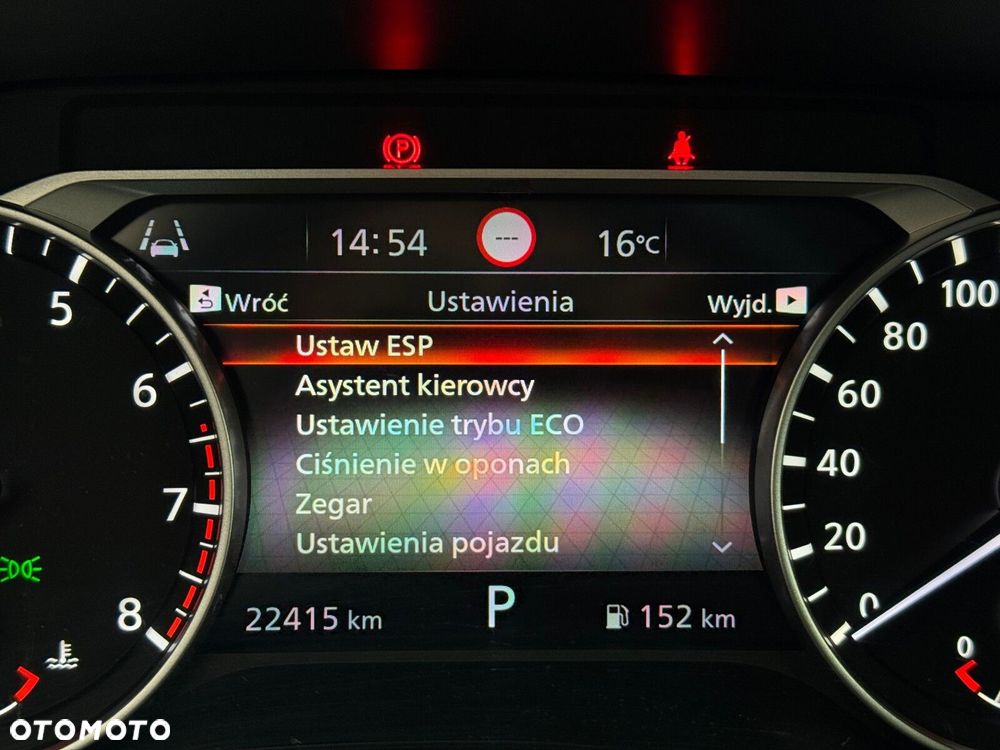 P
14:54
---
16°C
Wróć Ustawienia Wyjd.
Ustaw ESP
Asystent kierowcy
Ustawienie trybu ECO
Ciśnienie w oponach
Zegar
Ustawienia pojazdu
22415 km P 152 km
5
6
7
8
100
80
60
40
20
0
0
OTOMOTO